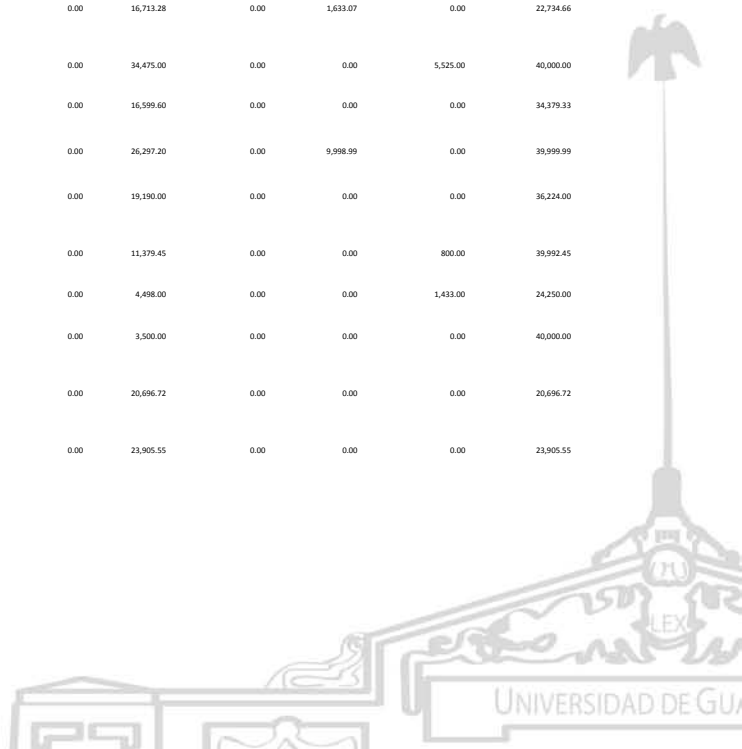 0.00 16,713.28 0.00 1,633.07 0.00 22,734.66
0.00 34,475.00 0.00 0.00 5,525.00 40,000.00
0.00 16,599.60 0.00 0.00 0.00 34,379.33
0.00 26,297.20 0.00 9,998.99 0.00 39,999.99
0.00 19,190.00 0.00 0.00 0.00 36,224.00
0.00 11,379.45 0.00 0.00 800.00 39,992.45
0.00 4,498.00 0.00 0.00 1,433.00 24,250.00
0.00 3,500.00 0.00 0.00 0.00 40,000.00
0.00 20,696.72 0.00 0.00 0.00 20,696.72
0.00 23,905.55 0.00 0.00 0.00 23,905.55
LEX
UNIVERSIDAD DE GUA